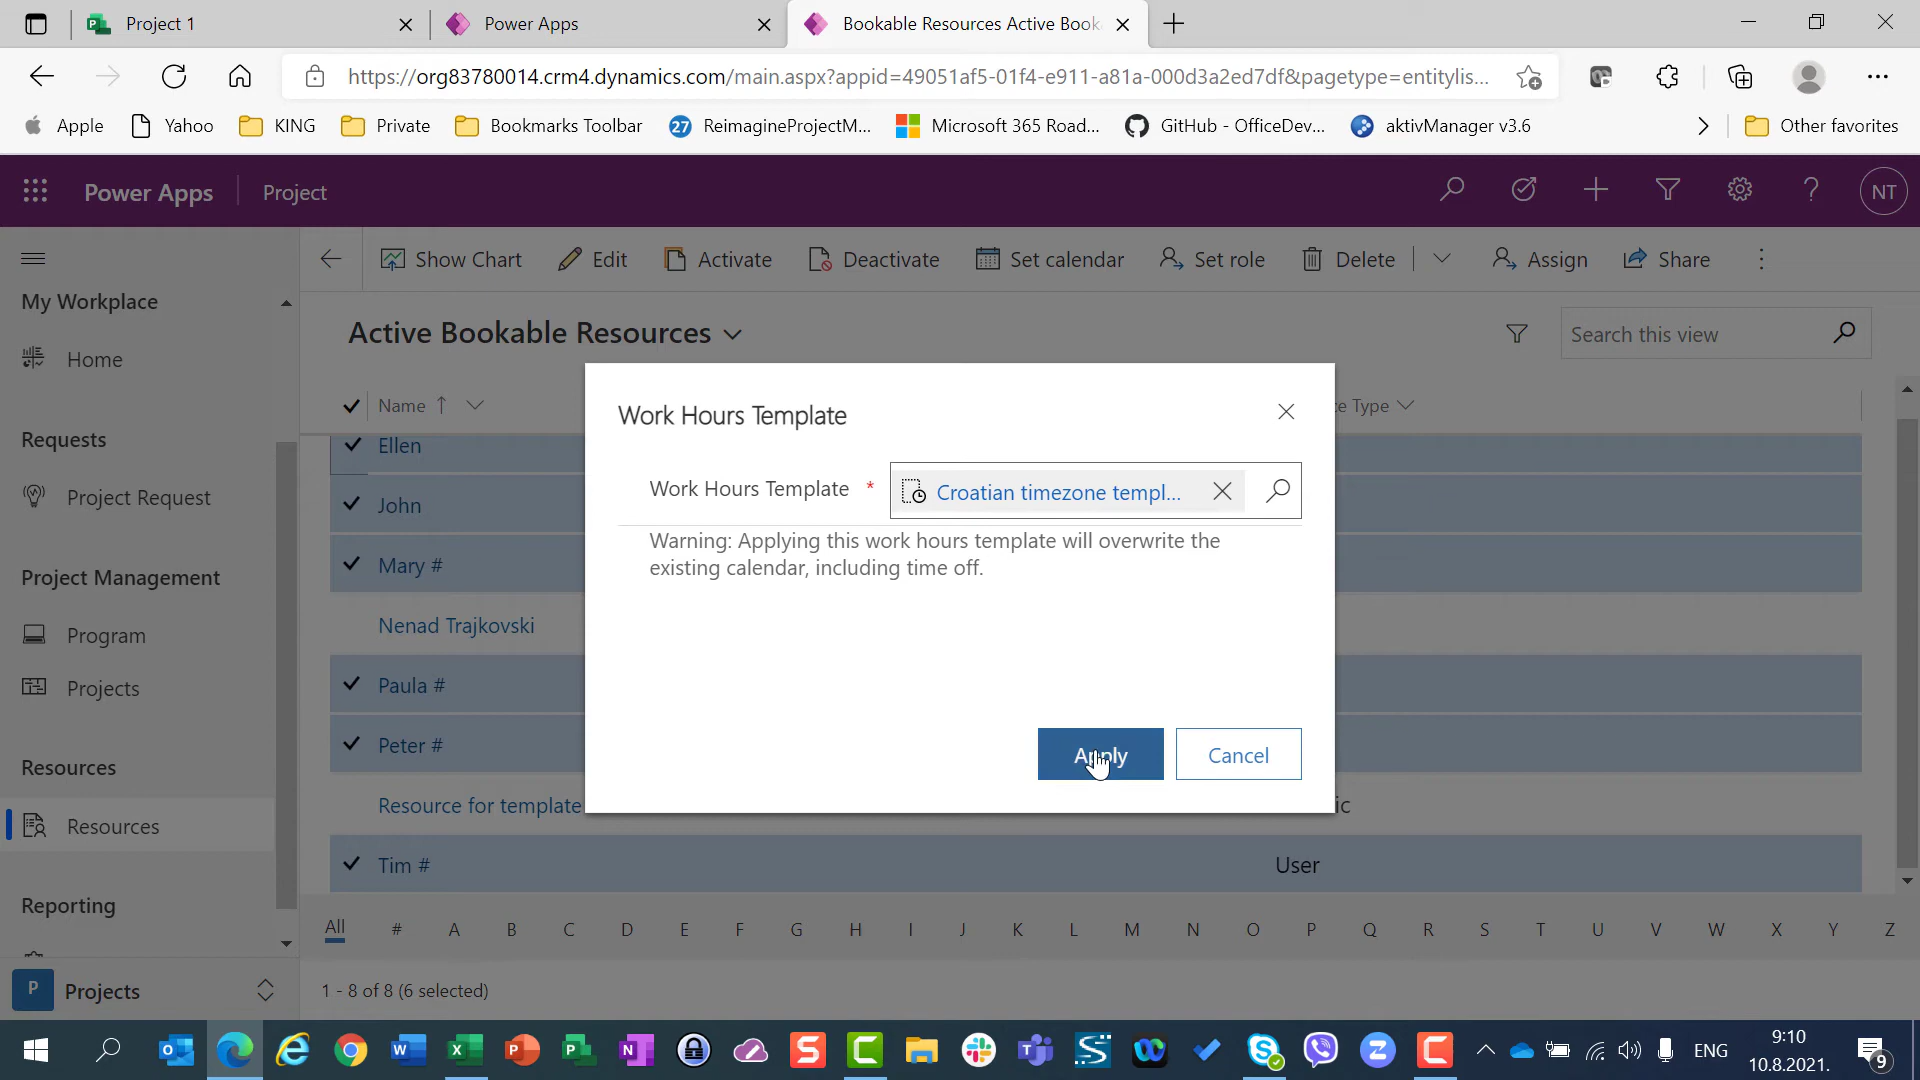 Project 1
Power Apps
Bookable Resources Active Book
https://org83780014.crm4.dynamics.com/main.aspx?appid=49051af5-01f4-e911-a81a-000d3a2ed7df&pagetype=entitylis...
Apple
Yahoo
KING
Private
Bookmarks Toolbar
27 ReimagineProjectM...
Microsoft 365 Road...
GitHub - OfficeDev...
aktivManager v3.6
Other favorites
Power Apps
Project
NT
Show Chart
Edit
Activate
Deactivate
Set calendar
Set role
Delete
Assign
Share
My Workplace
Home
Requests
Project Request
Project Management
Program
Projects
Resources
Resources
Reporting
P Projects
Active Bookable Resources
Search this view
Name
ce Type
Ellen
John
Mary #
Nenad Trajkovski
Paula #
Peter #
Resource for template
ic
Tim #
User
Work Hours Template
Work Hours Template *
Croatian timezone templ...
Warning: Applying this work hours template will overwrite the
existing calendar, including time off.
Apply
Cancel
All # A B C D E F G H I J K L M N O P Q R S T U V W X Y Z
1 - 8 of 8 (6 selected)
ENG
9:10
10.8.2021.
9